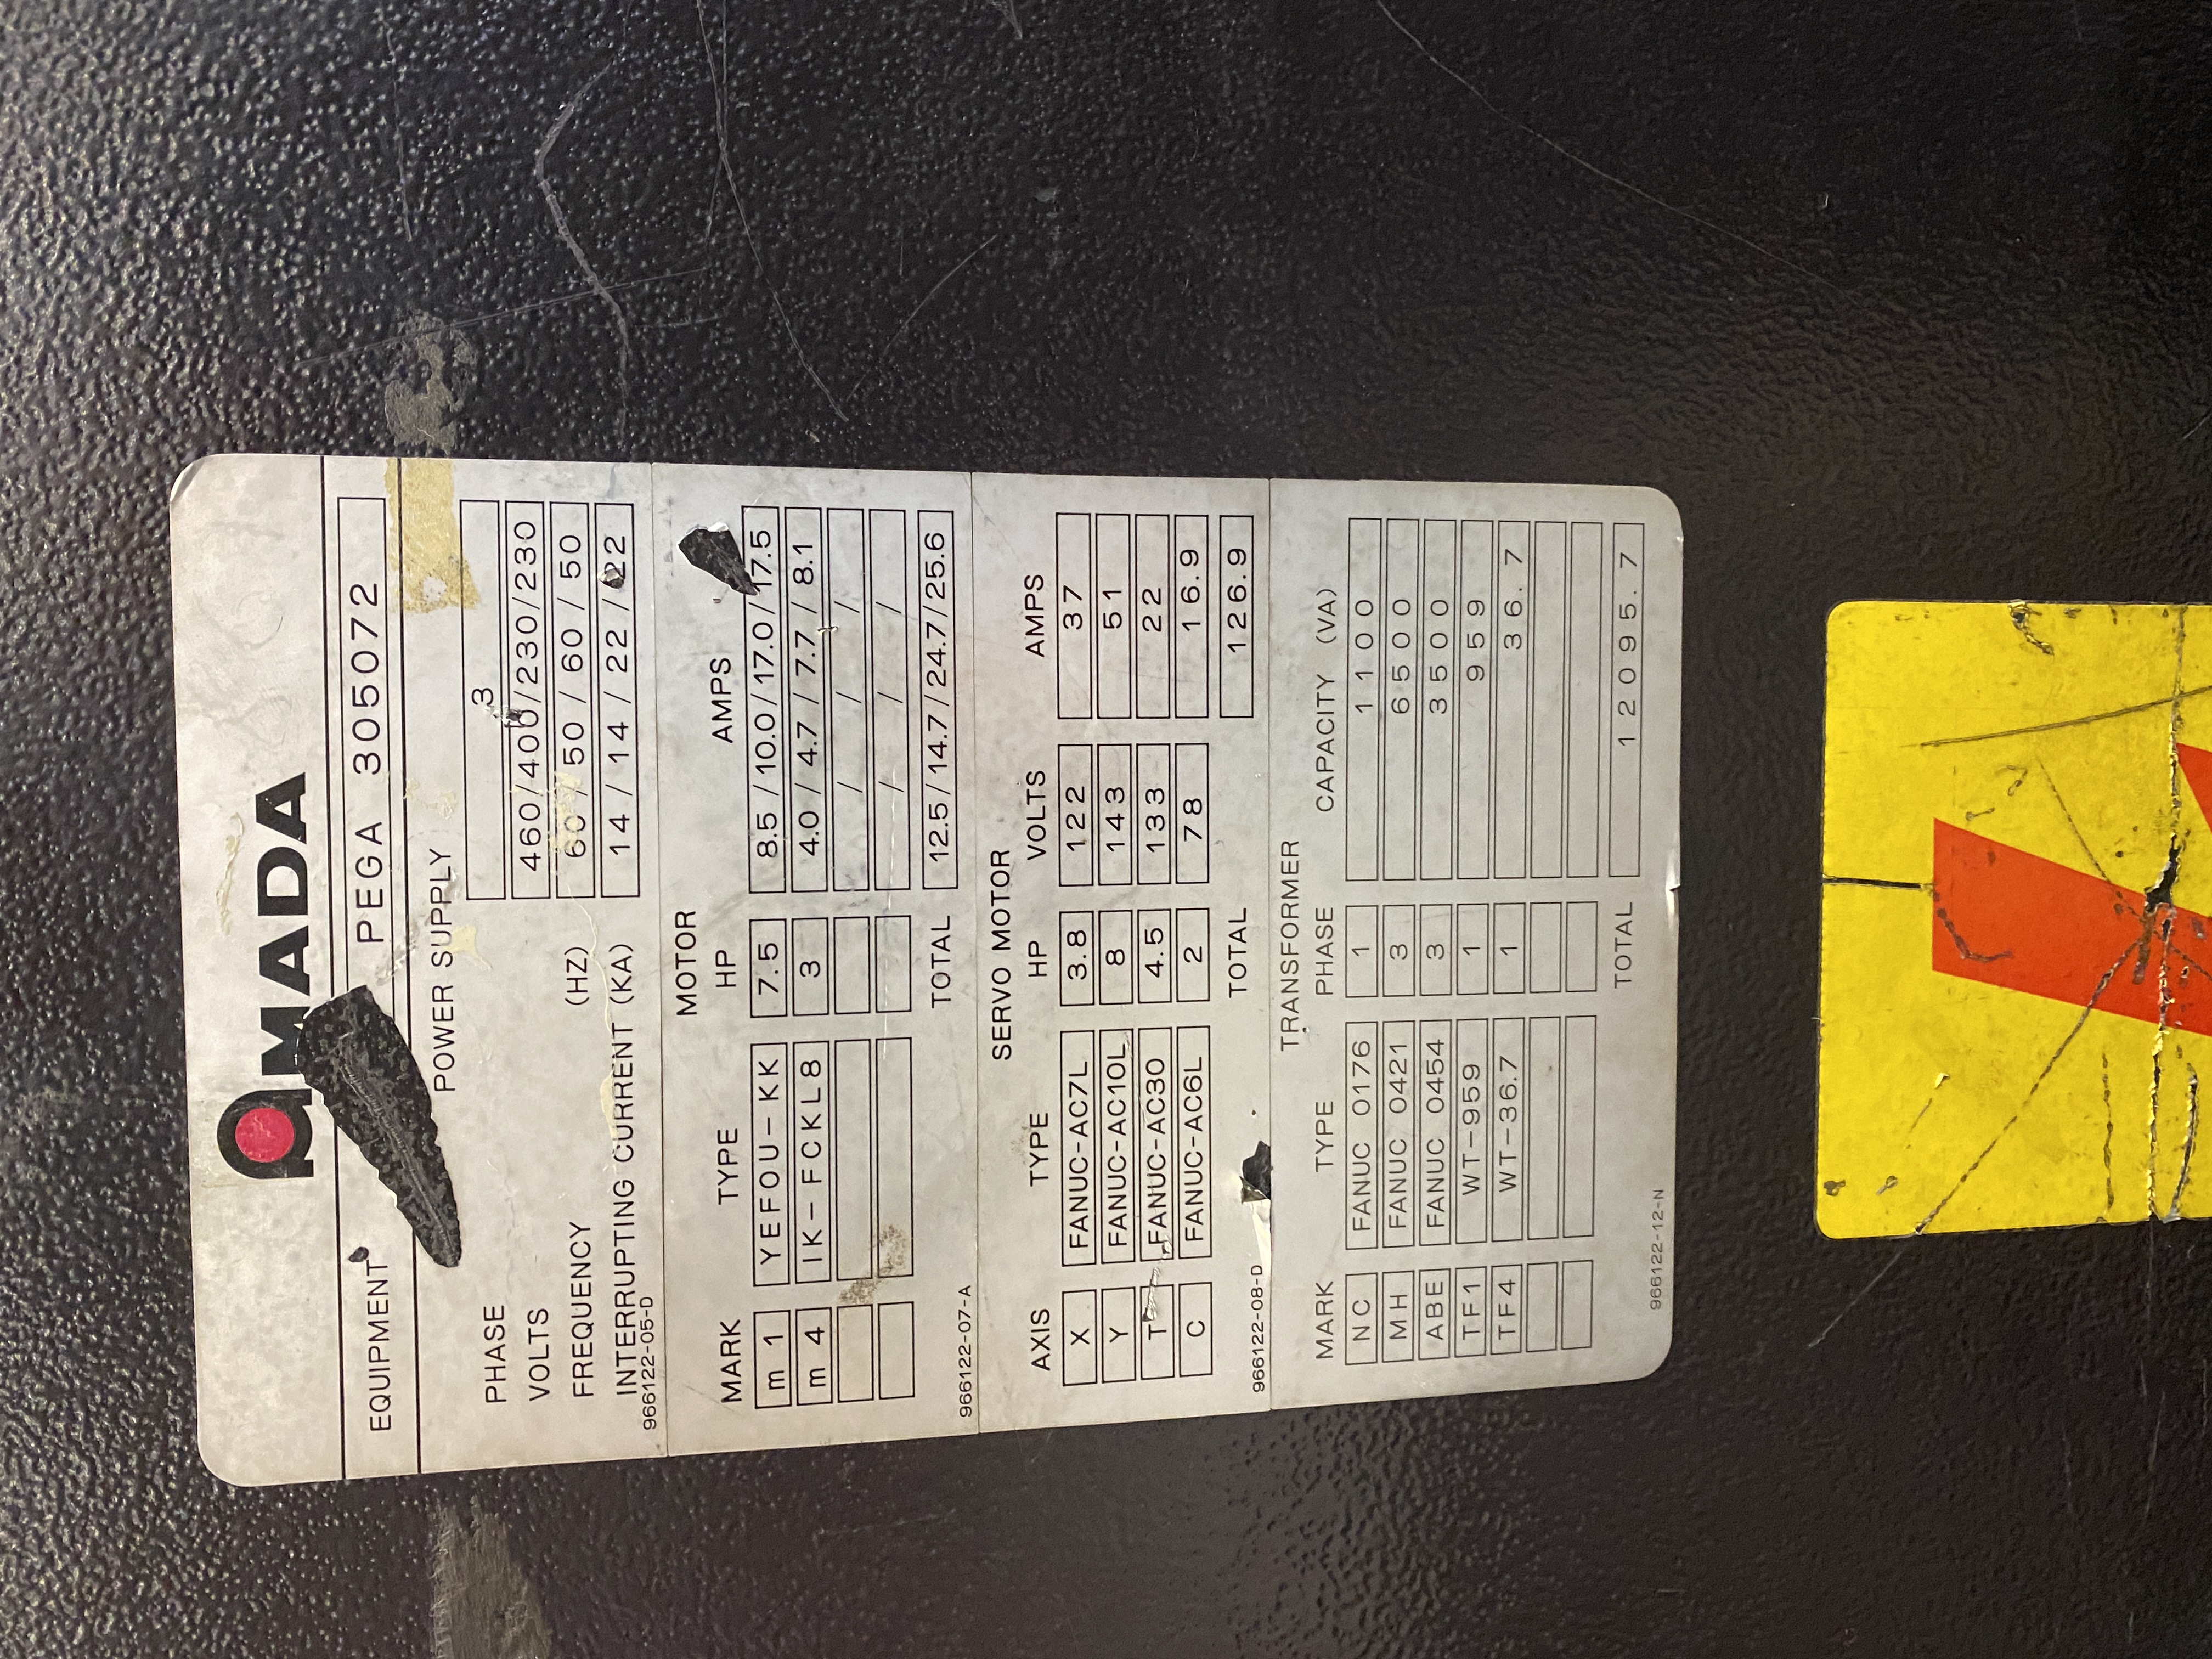 AMADA
EQUIPMENT PEGA 305072
POWER SUPPLY
PHASE 3
VOLTS 460/400/230/230
FREQUENCY (HZ) 60 / 50 / 60 / 50
INTERRUPTING CURRENT (KA) 14 / 14 / 22 / 22
966122-05-D
MOTOR
MARK TYPE HP AMPS
m 1 YEFOU-KK 7.5 8.5 / 10.0 / 17.0 / 17.5
m 4 IK-FCKL8 3 4.0 / 4.7 / 7.7 / 8.1
/ / /
/ / /
TOTAL 12.5 / 14.7 / 24.7 / 25.6
966122-07-A
SERVO MOTOR
AXIS TYPE HP VOLTS AMPS
X FANUC-AC7L 3.8 122 37
Y FANUC-AC10L 8 143 51
T FANUC-AC30 4.5 133 22
C FANUC-AC6L 2 78 16.9
TOTAL 126.9
966122-08-D
TRANSFORMER
MARK TYPE PHASE CAPACITY (VA)
NC FANUC 0176 1 1100
MH FANUC 0421 3 6500
ABE FANUC 0454 3 3500
TF1 WT-959 1 959
TF4 WT-36.7 1 36.7
TOTAL 12095.7
966122-12-N